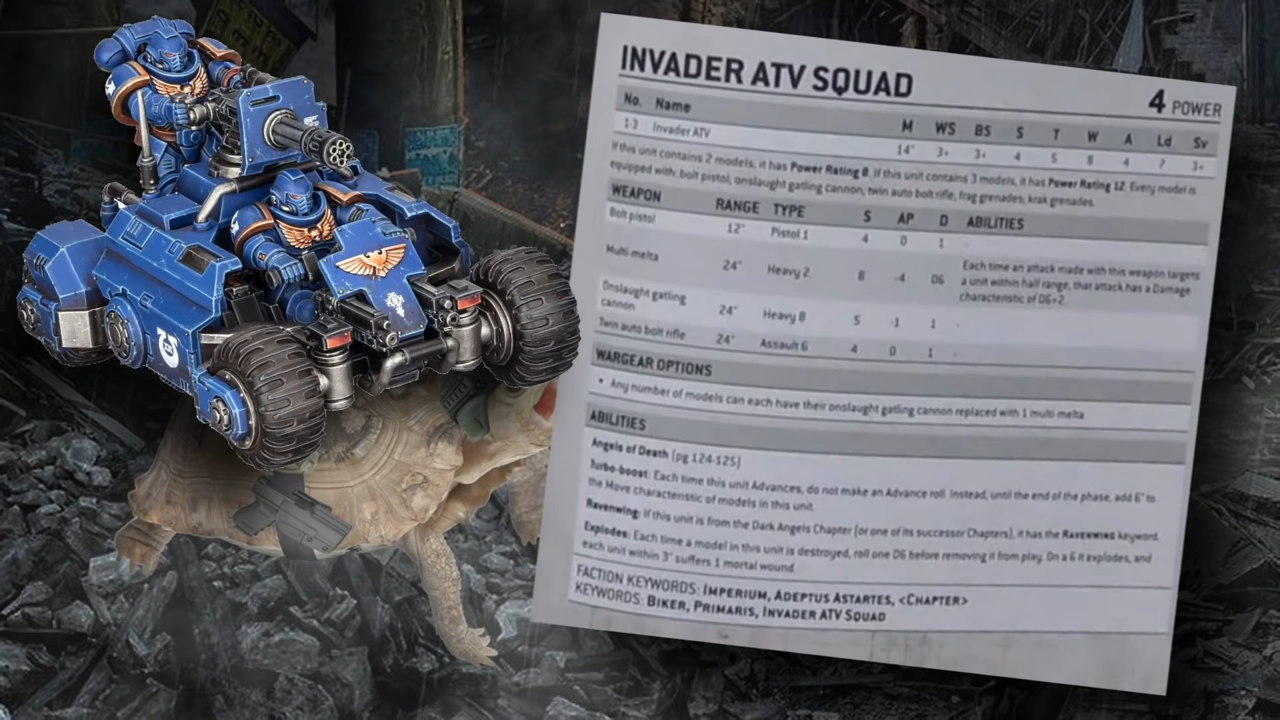 INVADER ATV SQUAD
4 POWER
No. Name M WS BS S T W A Ld Sv
1-3 Invader ATV 14" 3+ 3+ 4 5 8 4 7 3+
If this unit contains 2 models, it has Power Rating 8. If this unit contains 3 models, it has Power Rating 12. Every model is
equipped with: bolt pistol; onslaught gatling cannon; twin auto bolt rifle; frag grenades; krak grenades.
WEAPON RANGE TYPE S AP D ABILITIES
Bolt pistol 12" Pistol 1 4 0 1 -
Multi-melta 24" Heavy 2 8 -4 D6 Each time an attack made with this weapon targets
a unit within half range, that attack has a Damage
characteristic of D6+2.
Onslaught gatling
cannon 24" Heavy 8 5 -1 1 -
Twin auto bolt rifle 24" Assault 6 4 0 1 -
WARGEAR OPTIONS
• Any number of models can each have their onslaught gatling cannon replaced with 1 multi-melta
ABILITIES
Angels of Death (pg 124-125)
Turbo-boost: Each time this unit Advances, do not make an Advance roll. Instead, until the end of the phase, add 6" to
the Move characteristic of models in this unit.
Ravenwing: If this unit is from the Dark Angels Chapter (or one of its successor Chapters), it has the RAVENWING keyword.
Explodes: Each time a model in this unit is destroyed, roll one D6 before removing it from play. On a 6 it explodes, and
each unit within 3" suffers 1 mortal wound
FACTION KEYWORDS: IMPERIUM, ADEPTUS ASTARTES, <CHAPTER>
KEYWORDS: BIKER, PRIMARIS, INVADER ATV SQUAD